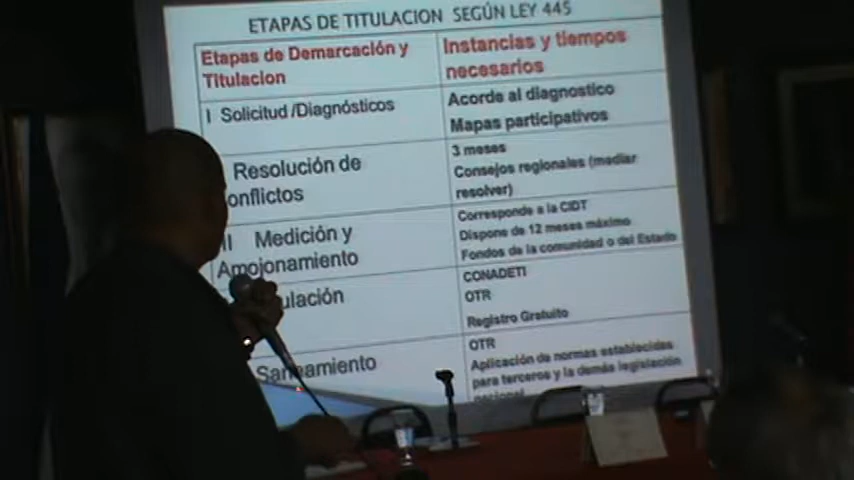 ETAPAS DE TITULACION SEGÚN LEY 445
Etapas de Demarcación y
Titulacion
Instancias y tiempos
necesarios
I Solicitud /Diagnósticos
Acorde al diagnostico
Mapas participativos
Resolución de
onflictos
3 meses
Consejos regionales (mediar
resolver)
II Medición y
Amojonamiento
Corresponde a la CIDT
Dispone de 12 meses máximo
Fondos de la comunidad o del Estado
ulación
CONADETI
OTR
Registro Gratuito
Saneamiento
OTR
Aplicación de normas establecidas
para terceros y la demás legislación
nacional